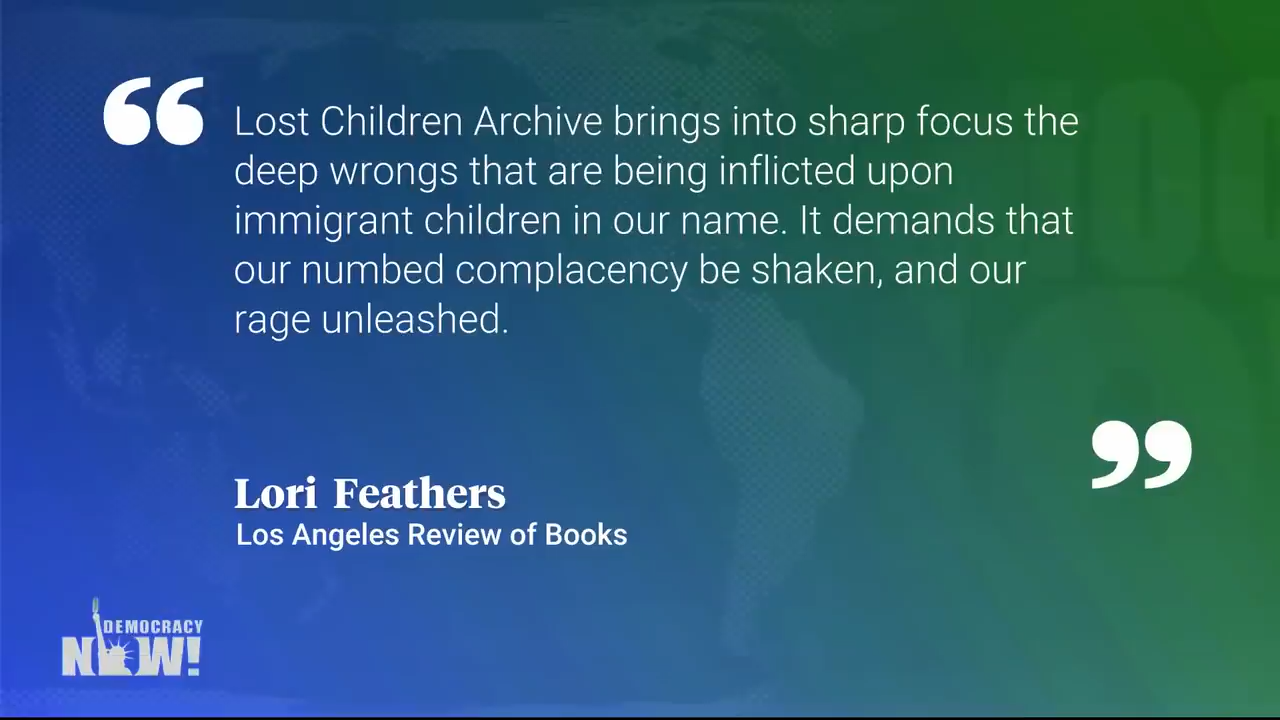 “Lost Children Archive brings into sharp focus the
deep wrongs that are being inflicted upon
immigrant children in our name. It demands that
our numbed complacency be shaken, and our
rage unleashed.
”
Lori Feathers
Los Angeles Review of Books
DEMOCRACY
NOW!